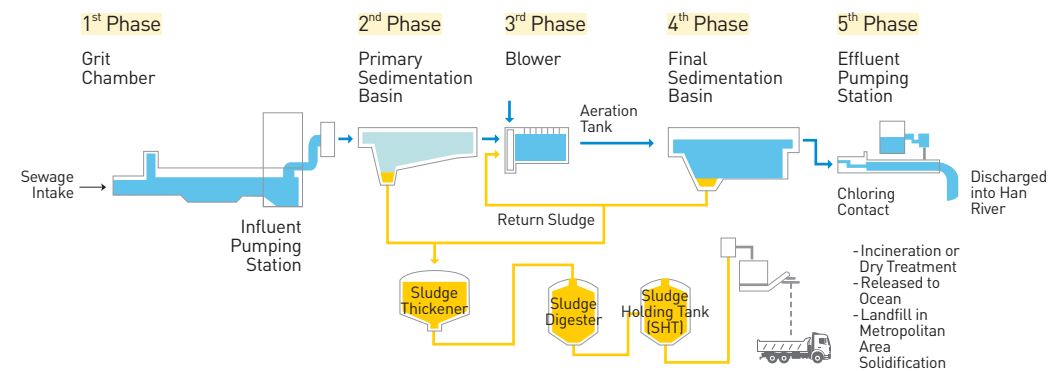 1st Phase
Grit
Chamber
2nd Phase
Primary
Sedimentation
Basin
3rd Phase
Blower
4th Phase
Final
Sedimentation
Basin
5th Phase
Effluent
Pumping
Station
Aeration
Tank
Sewage
Intake
Influent
Pumping
Station
Return Sludge
Chloring
Contact
Discharged
into Han
River
Sludge
Thickener
Sludge
Digester
Sludge
Holding Tank
(SHT)
- Incineration or
Dry Treatment
- Released to
Ocean
- Landfill in
Metropolitan
Area
Solidification